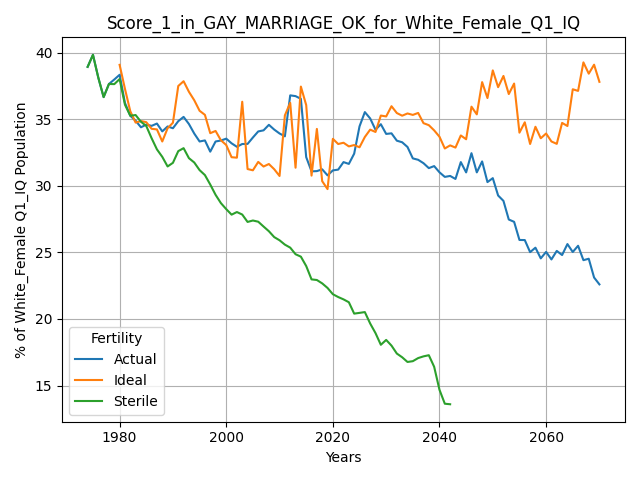 Score_1_in_GAY_MARRIAGE_OK_for_White_Female_Q1_IQ
% of White_Female Q1_IQ Population
40
35
30
25
20
15
Fertility
Actual
Ideal
Sterile
1980
2000
2020
2040
2060
Years